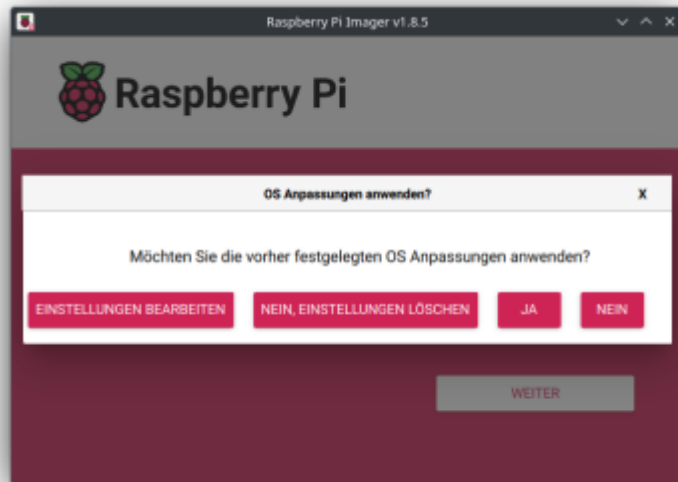 Raspberry Pi Imager v1.8.5
Raspberry Pi
OS Anpassungen anwenden?
X
Möchten Sie die vorher festgelegten OS Anpassungen anwenden?
EINSTELLUNGEN BEARBEITEN
NEIN, EINSTELLUNGEN LÖSCHEN
JA
NEIN
WEITER